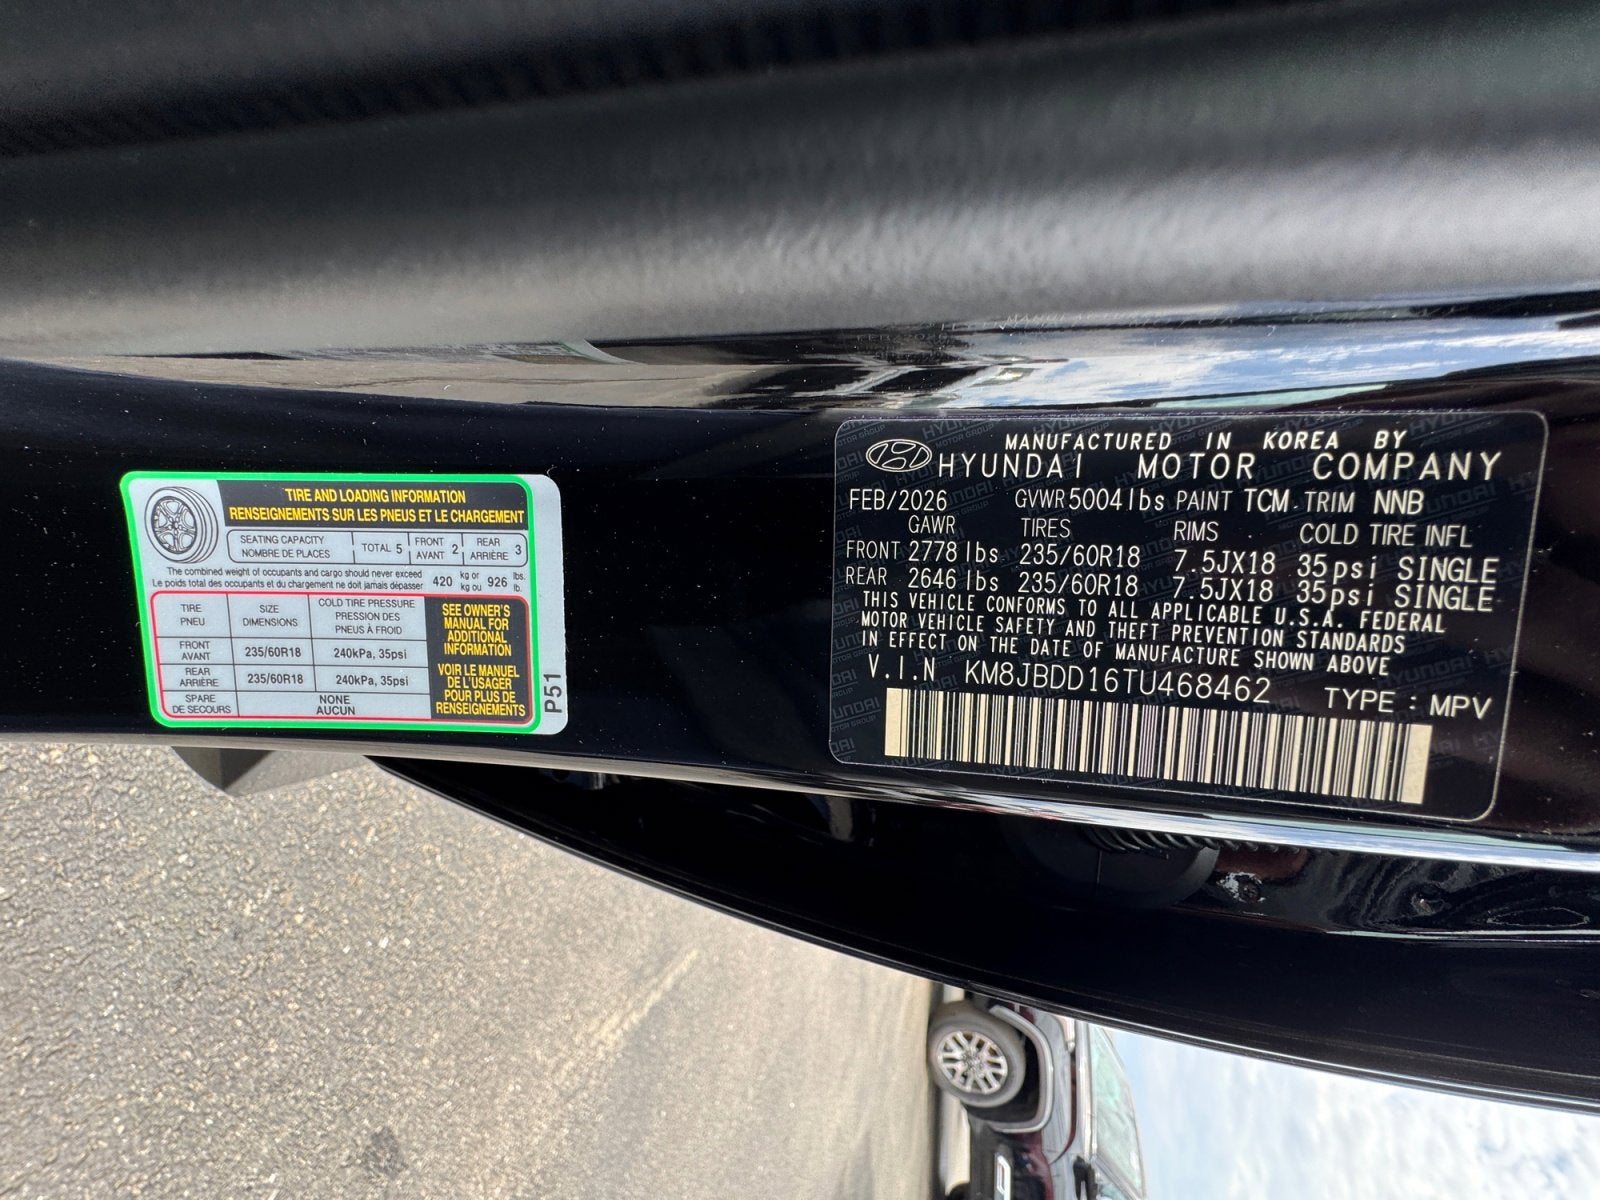 TIRE AND LOADING INFORMATION
RENSEIGNEMENTS SUR LES PNEUS ET LE CHARGEMENT
SEATING CAPACITY
NOMBRE DE PLACES
TOTAL 5
FRONT
AVANT 2
REAR
ARRIÈRE 3
The combined weight of occupants and cargo should never exceed
Le poids total des occupants et du chargement ne doit jamais dépasser
420 kg or
kg ou 926 lbs.
lb.
TIRE
PNEU
SIZE
DIMENSIONS
COLD TIRE PRESSURE
PRESSION DES
PNEUS À FROID
FRONT
AVANT
235/60R18
240kPa, 35psi
REAR
ARRIÈRE
235/60R18
240kPa, 35psi
SPARE
DE SECOURS
NONE
AUCUN
SEE OWNER'S
MANUAL FOR
ADDITIONAL
INFORMATION
VOIR LE MANUEL
DE L'USAGER
POUR PLUS DE
RENSEIGNEMENTS
P51
MANUFACTURED IN KOREA BY
HYUNDAI MOTOR COMPANY
FEB/2026 GVWR 5004 lbs PAINT TCM TRIM NNB
GAWR TIRES RIMS COLD TIRE INFL
FRONT 2778 lbs 235/60R18 7.5JX18 35psi SINGLE
REAR 2646 lbs 235/60R18 7.5JX18 35psi SINGLE
THIS VEHICLE CONFORMS TO ALL APPLICABLE U.S.A. FEDERAL
MOTOR VEHICLE SAFETY AND THEFT PREVENTION STANDARDS
IN EFFECT ON THE DATE OF MANUFACTURE SHOWN ABOVE
V.I.N KM8JBDD16TU468462 TYPE : MPV